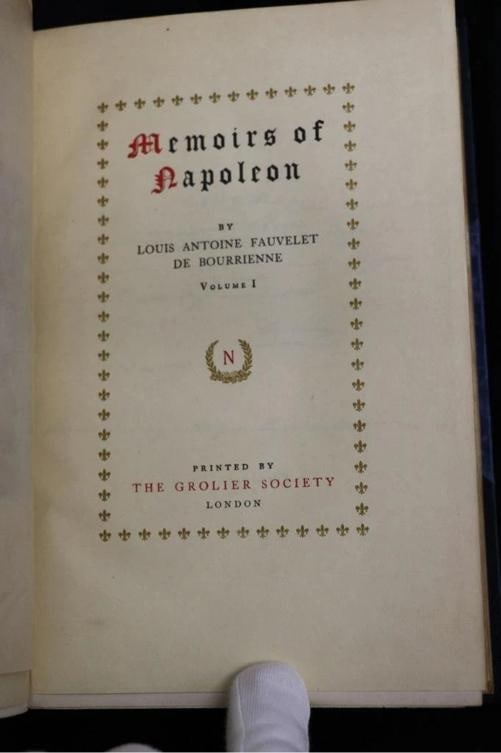 Memoirs of
Napoleon
BY
LOUIS ANTOINE FAUVELET
DE BOURRIENNE
VOLUME I
N
PRINTED BY
THE GROLIER SOCIETY
LONDON